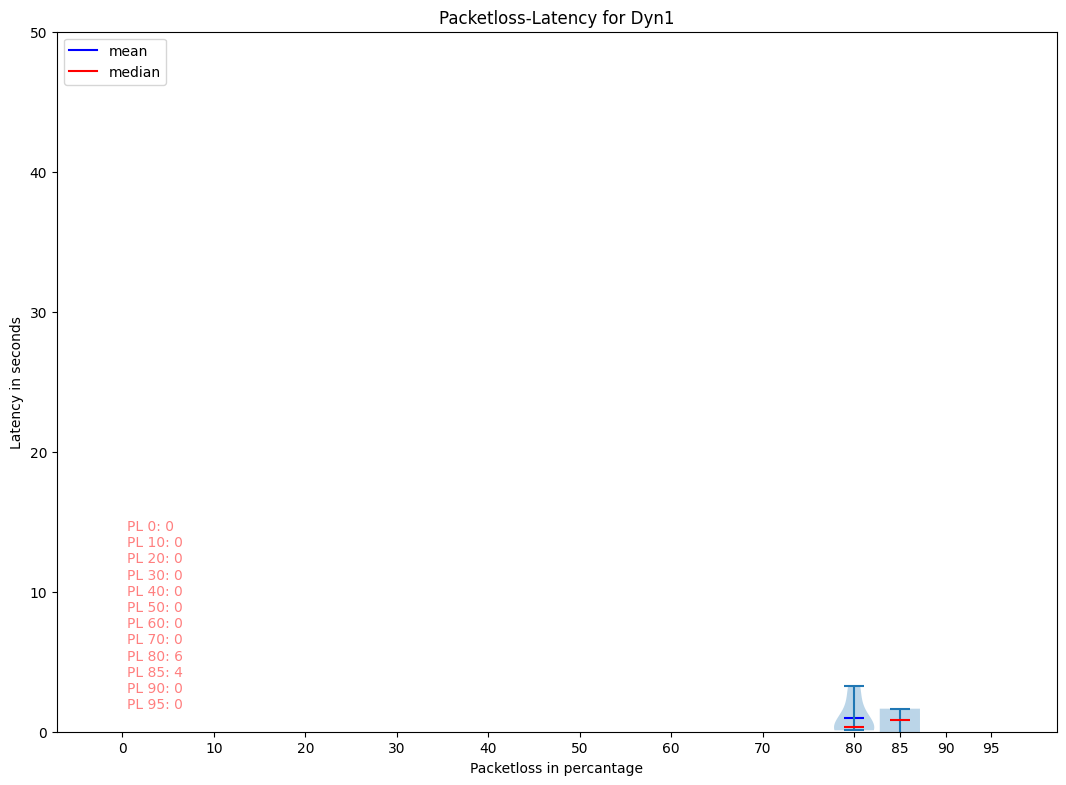 Packetloss-Latency for Dyn1
mean
median
50
40
30
20
10
0
Latency in seconds
PL 0: 0
PL 10: 0
PL 20: 0
PL 30: 0
PL 40: 0
PL 50: 0
PL 60: 0
PL 70: 0
PL 80: 6
PL 85: 4
PL 90: 0
PL 95: 0
0 10 20 30 40 50 60 70 80 85 90 95
Packetloss in percantage